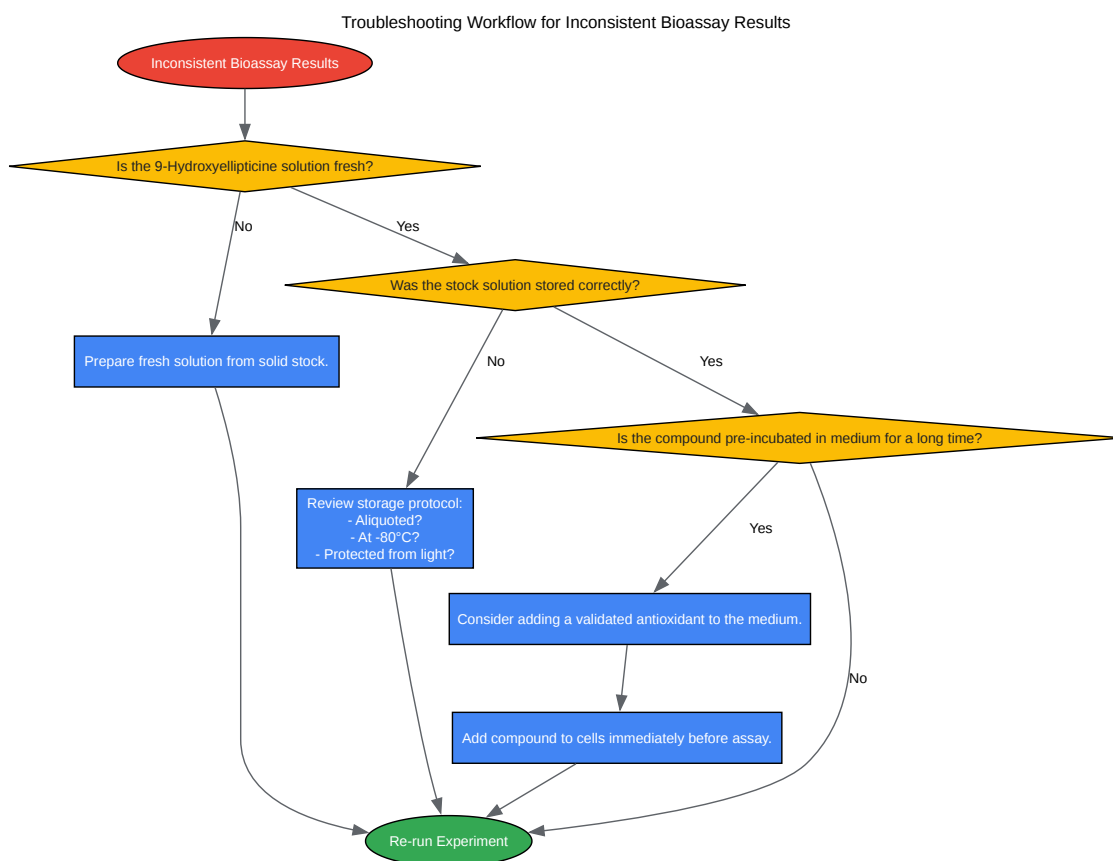 Troubleshooting Workflow for Inconsistent Bioassay Results
Inconsistent Bioassay Results
Is the 9-Hydroxyellipticine solution fresh?
No
Yes
Was the stock solution stored correctly?
Prepare fresh solution from solid stock.
No
Yes
Is the compound pre-incubated in medium for a long time?
Review storage protocol:
- Aliquoted?
- At -80°C?
- Protected from light?
Yes
Consider adding a validated antioxidant to the medium.
No
Add compound to cells immediately before assay.
Re-run Experiment